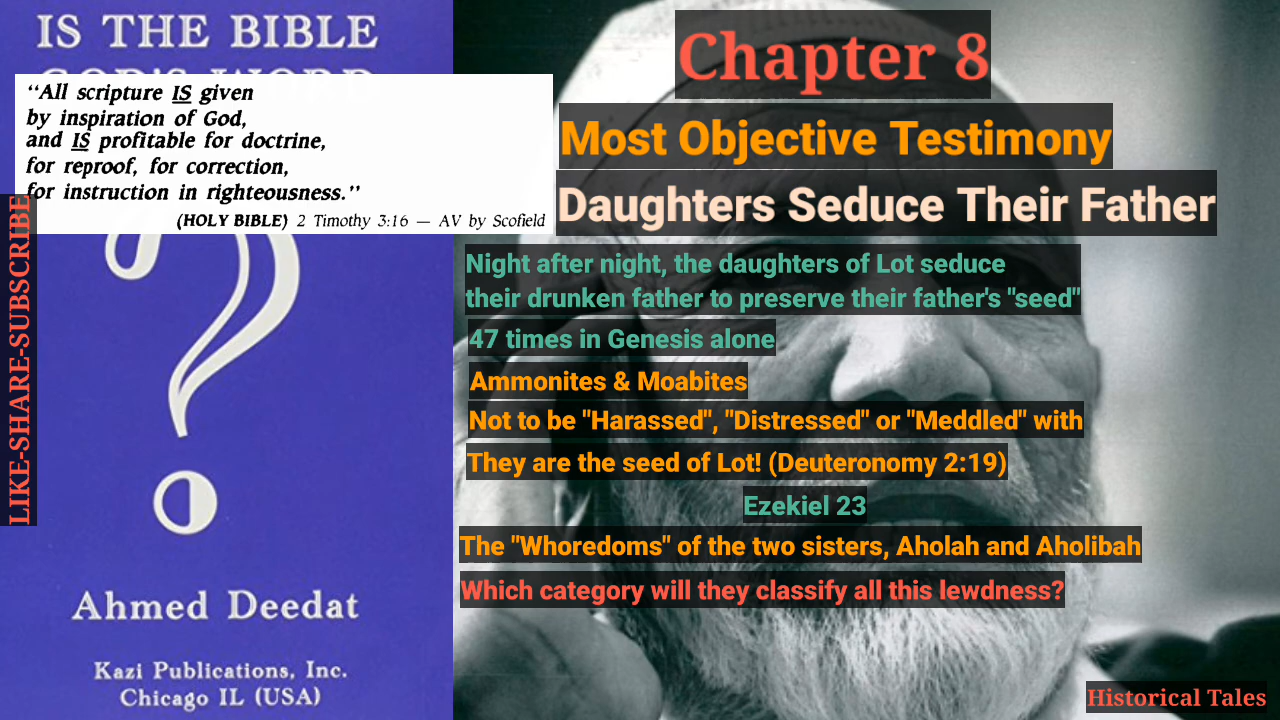 IS THE BIBLE
GOD'S WORD
"All scripture IS given
by inspiration of God,
and IS profitable for doctrine,
for reproof, for correction,
for instruction in righteousness."
(HOLY BIBLE) 2 Timothy 3:16 — AV by Scofield
?
Ahmed Deedat
Kazi Publications, Inc.
Chicago IL (USA)
LIKE-SHARE-SUBSCRIBE
Chapter 8
Most Objective Testimony
Daughters Seduce Their Father
Night after night, the daughters of Lot seduce
their drunken father to preserve their father's "seed"
47 times in Genesis alone
Ammonites & Moabites
Not to be "Harassed", "Distressed" or "Meddled" with
They are the seed of Lot! (Deuteronomy 2:19)
Ezekiel 23
The "Whoredoms" of the two sisters, Aholah and Aholibah
Which category will they classify all this lewdness?
Historical Tales